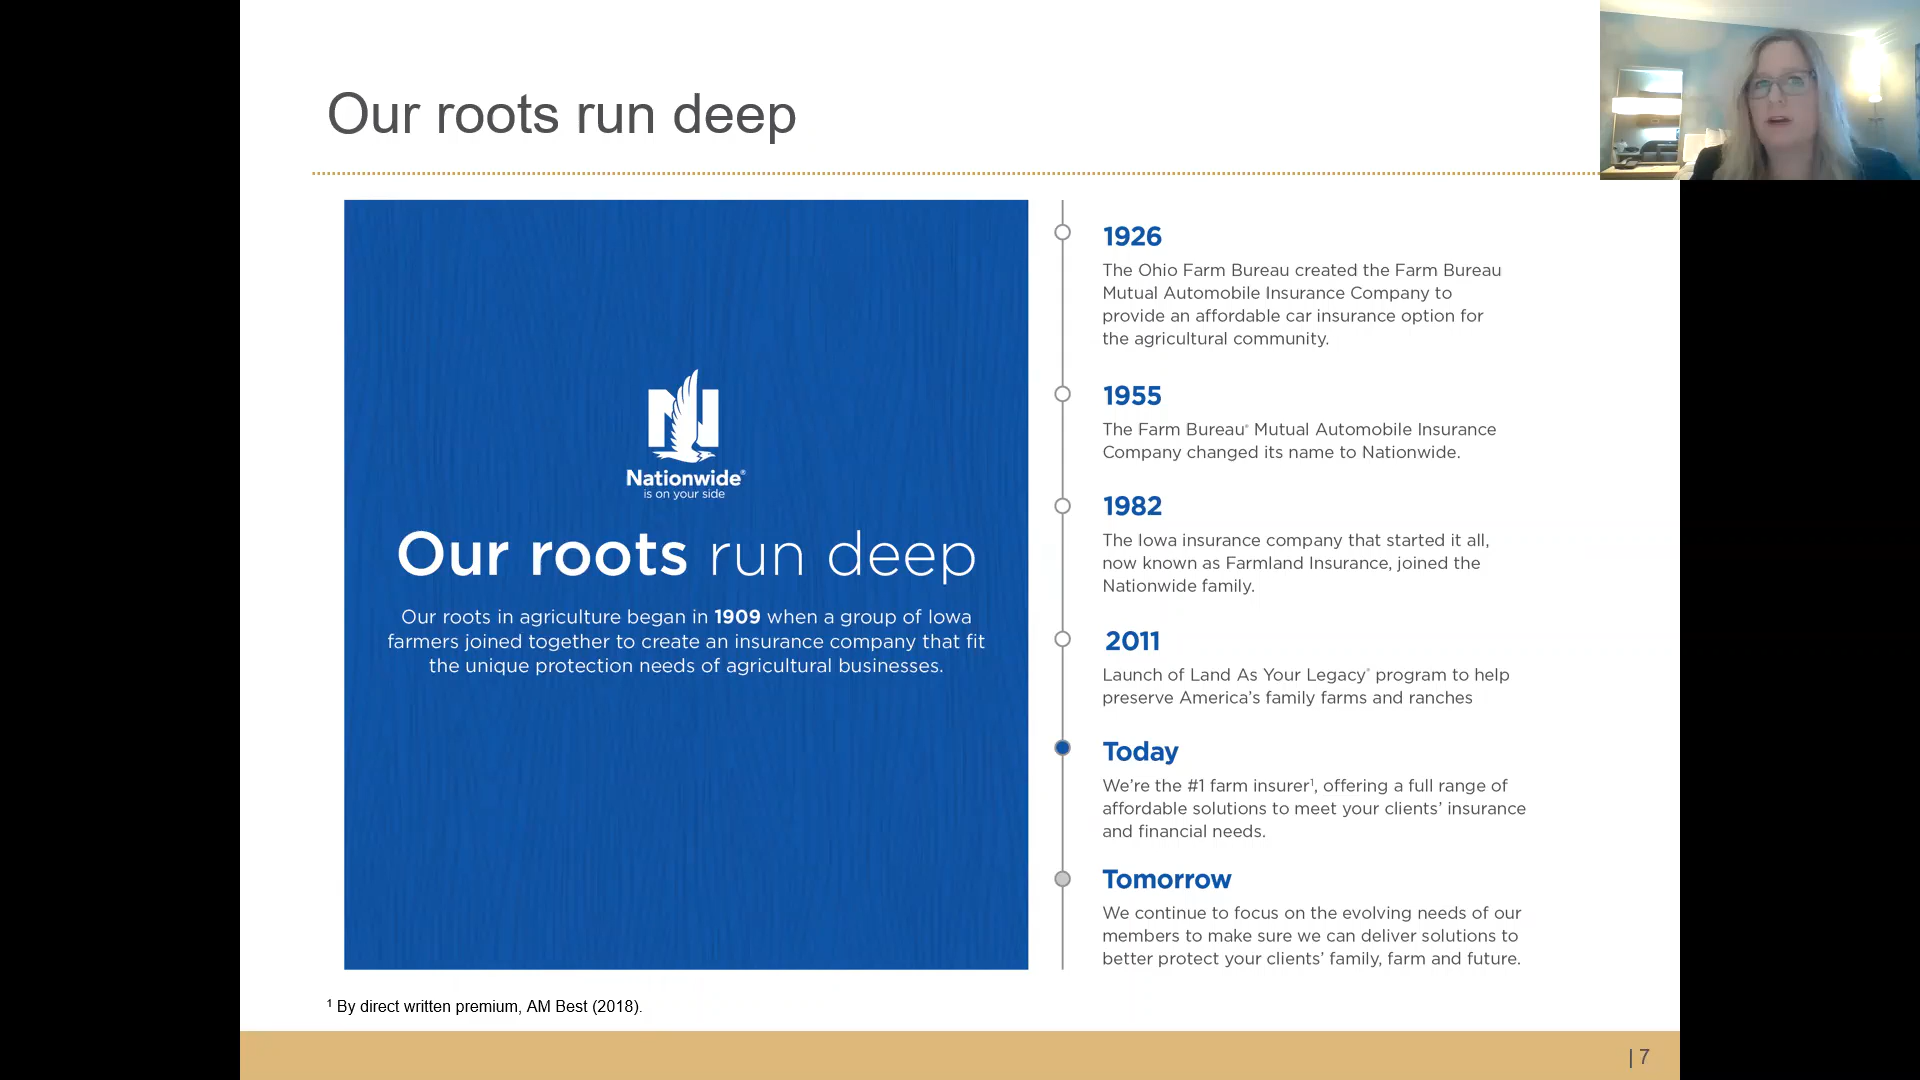 Our roots run deep
Nationwide®
is on your side
Our roots run deep
Our roots in agriculture began in 1909 when a group of Iowa
farmers joined together to create an insurance company that fit
the unique protection needs of agricultural businesses.
1926
The Ohio Farm Bureau created the Farm Bureau
Mutual Automobile Insurance Company to
provide an affordable car insurance option for
the agricultural community.
1955
The Farm Bureau® Mutual Automobile Insurance
Company changed its name to Nationwide.
1982
The Iowa insurance company that started it all,
now known as Farmland Insurance, joined the
Nationwide family.
2011
Launch of Land As Your Legacy® program to help
preserve America’s family farms and ranches
Today
We’re the #1 farm insurer¹, offering a full range of
affordable solutions to meet your clients’ insurance
and financial needs.
Tomorrow
We continue to focus on the evolving needs of our
members to make sure we can deliver solutions to
better protect your clients’ family, farm and future.
¹ By direct written premium, AM Best (2018).
| 7